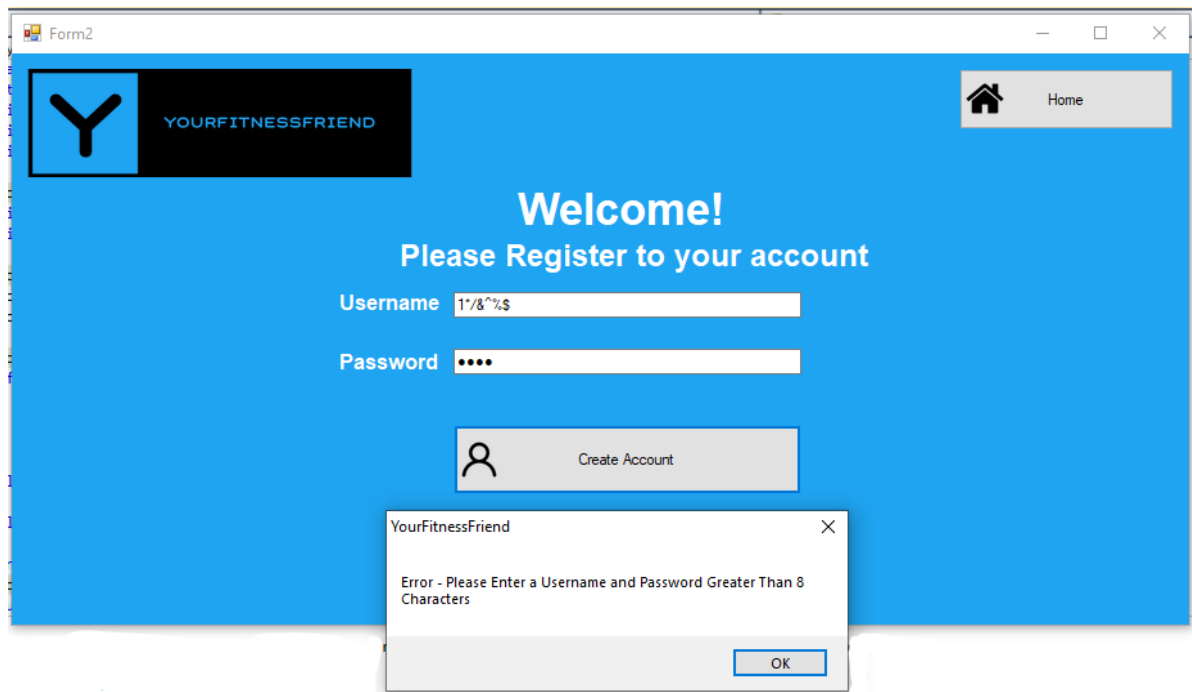 Form2
Y
YOURFITNESSFRIEND
Home
Welcome!
Please Register to your account
Username 1*/&^%$
Password ••••
Create Account
YourFitnessFriend
Error - Please Enter a Username and Password Greater Than 8
Characters
OK